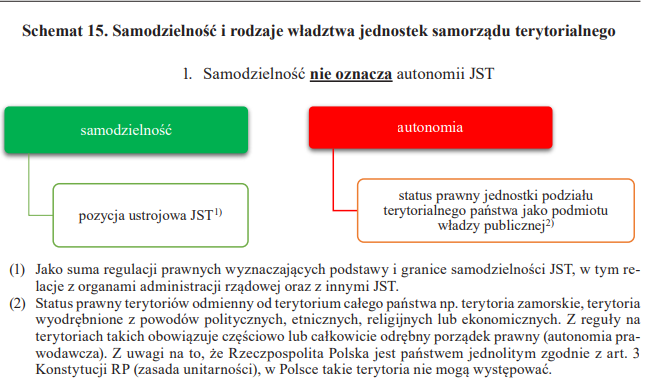 Schemat 15. Samodzielność i rodzaje władztwa jednostek samorządu terytorialnego
1. Samodzielność nie oznacza autonomii JST
samodzielność
autonomia
pozycja ustrojowa JST1)
status prawny jednostki podziału
terytorialnego państwa jako podmiotu
władzy publicznej2)
(1) Jako suma regulacji prawnych wyznaczających podstawy i granice samodzielności JST, w tym re-
lacje z organami administracji rządowej oraz z innymi JST.
(2) Status prawny terytoriów odmienny od terytorium całego państwa np. terytoria zamorskie, terytoria
wyodrębnione z powodów politycznych, etnicznych, religijnych lub ekonomicznych. Z reguły na
terytoriach takich obowiązuje częściowo lub całkowicie odrębny porządek prawny (autonomia pra-
wodawcza). Z uwagi na to, że Rzeczpospolita Polska jest państwem jednolitym zgodnie z art. 3
Konstytucji RP (zasada unitarności), w Polsce takie terytoria nie mogą występować.